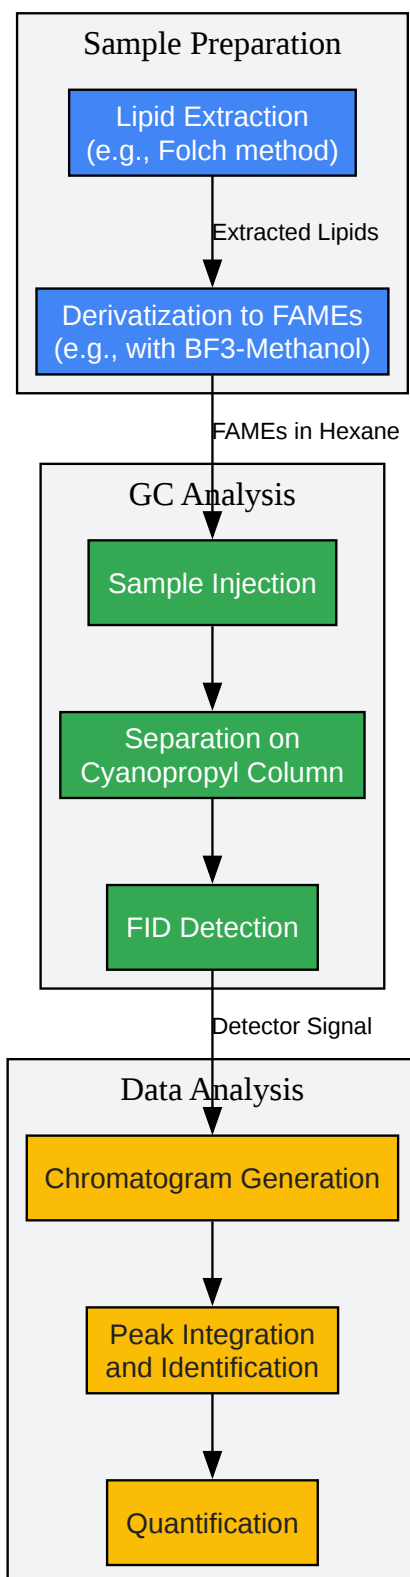 Sample Preparation
Lipid Extraction
(e.g., Folch method)
Extracted Lipids
Derivatization to FAMEs
(e.g., with BF3-Methanol)
FAMEs in Hexane
GC Analysis
Sample Injection
Separation on
Cyanopropyl Column
FID Detection
Detector Signal
Data Analysis
Chromatogram Generation
Peak Integration
and Identification
Quantification